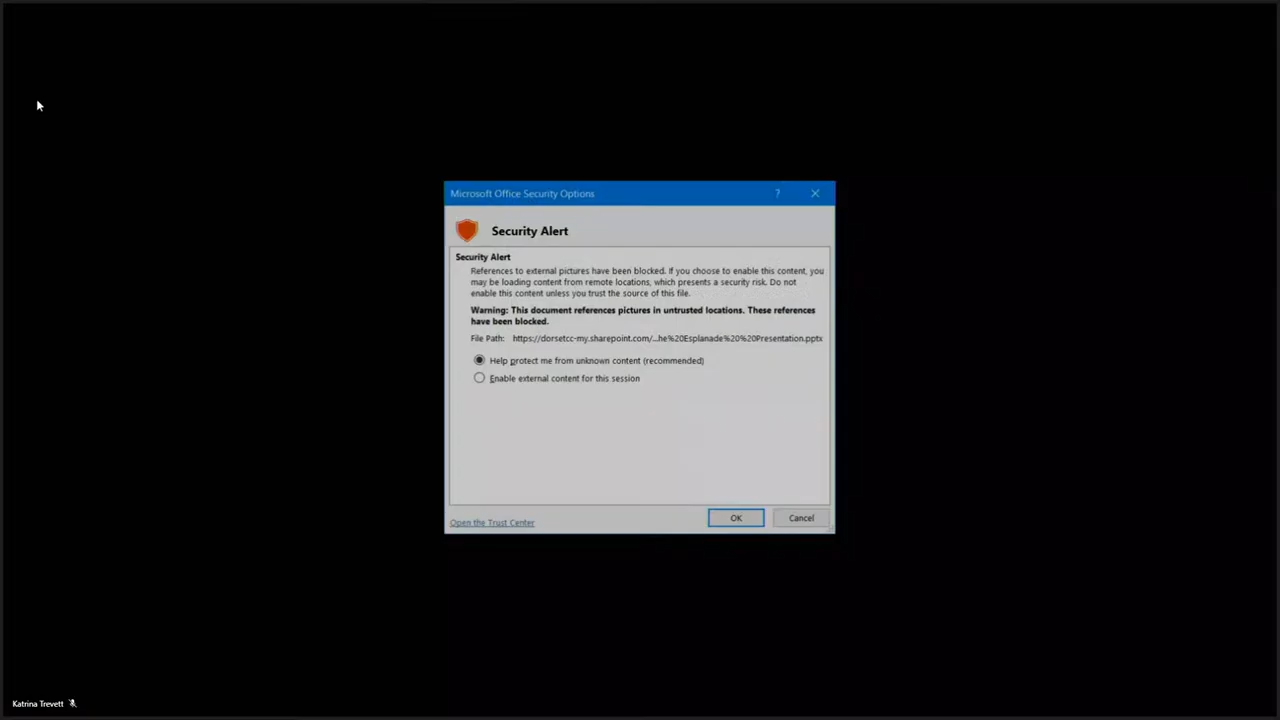 Microsoft Office Security Options
?
Security Alert
Security Alert
References to external pictures have been blocked. If you choose to enable this content, you
may be loading content from remote locations, which presents a security risk. Do not
enable this content unless you trust the source of this file.
Warning: This document references pictures in untrusted locations. These references
have been blocked.
File Path: https://dorsetcc-my.sharepoint.com/...he%20Esplanade%20%20Presentation.pptx
Help protect me from unknown content (recommended)
Enable external content for this session
Open the Trust Center
OK
Cancel
Katrina Trevett